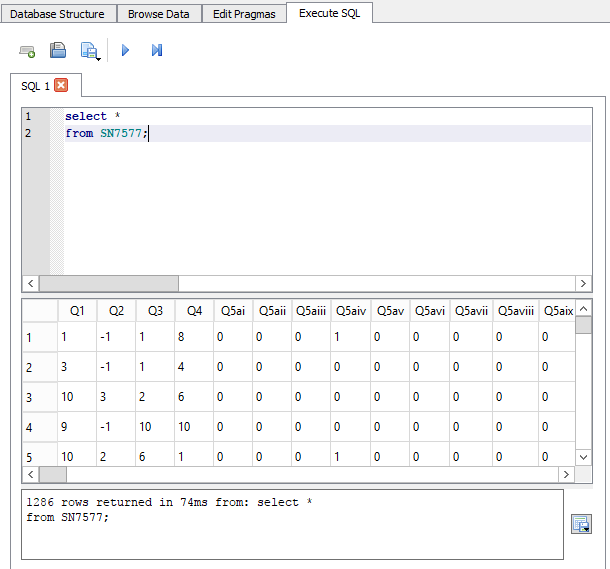 Database Structure Browse Data Edit Pragmas Execute SQL
SQL 1
1 select *
2 from SN7577;
Q1 Q2 Q3 Q4 Q5ai Q5aii Q5aiii Q5aiv Q5av Q5avi Q5avii Q5aviii Q5aix
1 1 -1 1 8 0 0 0 1 0 0 0 0 0
2 3 -1 1 4 0 0 0 0 0 0 0 0 0
3 10 3 2 6 0 0 0 0 0 0 0 0 0
4 9 -1 10 10 0 0 0 0 0 0 0 0 0
5 10 2 6 1 0 0 0 1 0 0 0 0 0
1286 rows returned in 74ms from: select *
from SN7577;